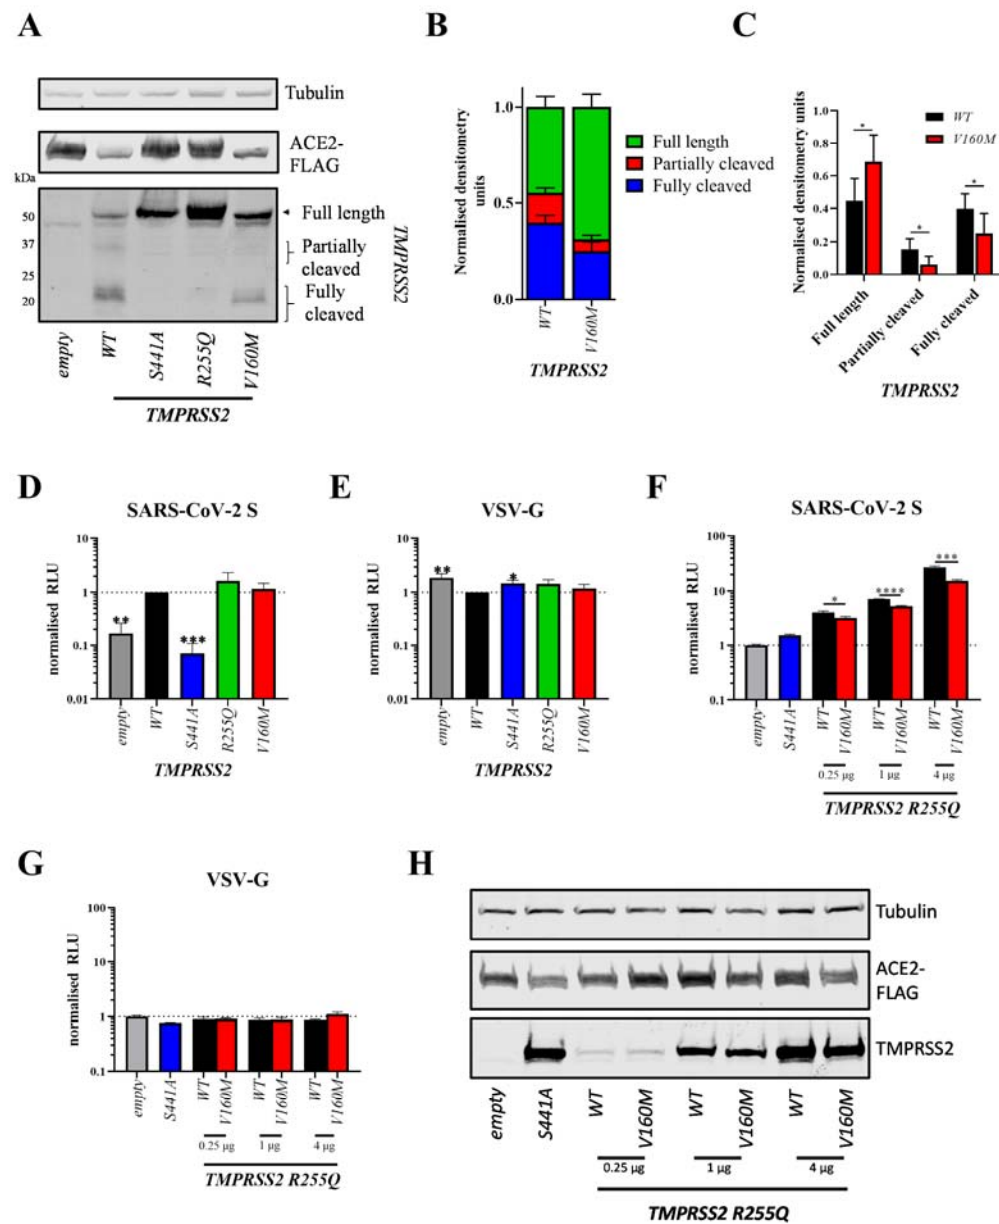 A
Tubulin
ACE2-
FLAG
kDa
50
37
25
20
Full length
Partially
cleaved
Fully
cleaved
TMPRSS2
empty
WT
S441A
R255Q
V160M
TMPRSS2
B
Normalised densitometry
units
1.0
0.5
0.0
WT
V160M
TMPRSS2
Full length
Partially cleaved
Fully cleaved
C
Normalised densitometry units
1.0
0.8
0.6
0.4
0.2
0.0
*
*
*
WT
V160M
Full length
Partially cleaved
Fully cleaved
TMPRSS2
D
SARS-CoV-2 S
normalised RLU
10
1
0.1
0.01
**
***
empty
WT
S441A
R255Q
V160M
TMPRSS2
E
VSV-G
normalised RLU
10
1
0.1
0.01
**
*
empty
WT
S441A
R255Q
V160M
TMPRSS2
F
SARS-CoV-2 S
normalised RLU
100
10
1
0.1
*
****
***
empty
S441A
WT
V160M
WT
V160M
WT
V160M
0.25 µg
1 µg
4 µg
TMPRSS2 R255Q
G
VSV-G
normalised RLU
100
10
1
0.1
empty
S441A
WT
V160M
WT
V160M
WT
V160M
0.25 µg
1 µg
4 µg
TMPRSS2 R255Q
H
Tubulin
ACE2-
FLAG
TMPRSS2
empty
S441A
WT
V160M
WT
V160M
WT
V160M
0.25 µg
1 µg
4 µg
TMPRSS2 R255Q